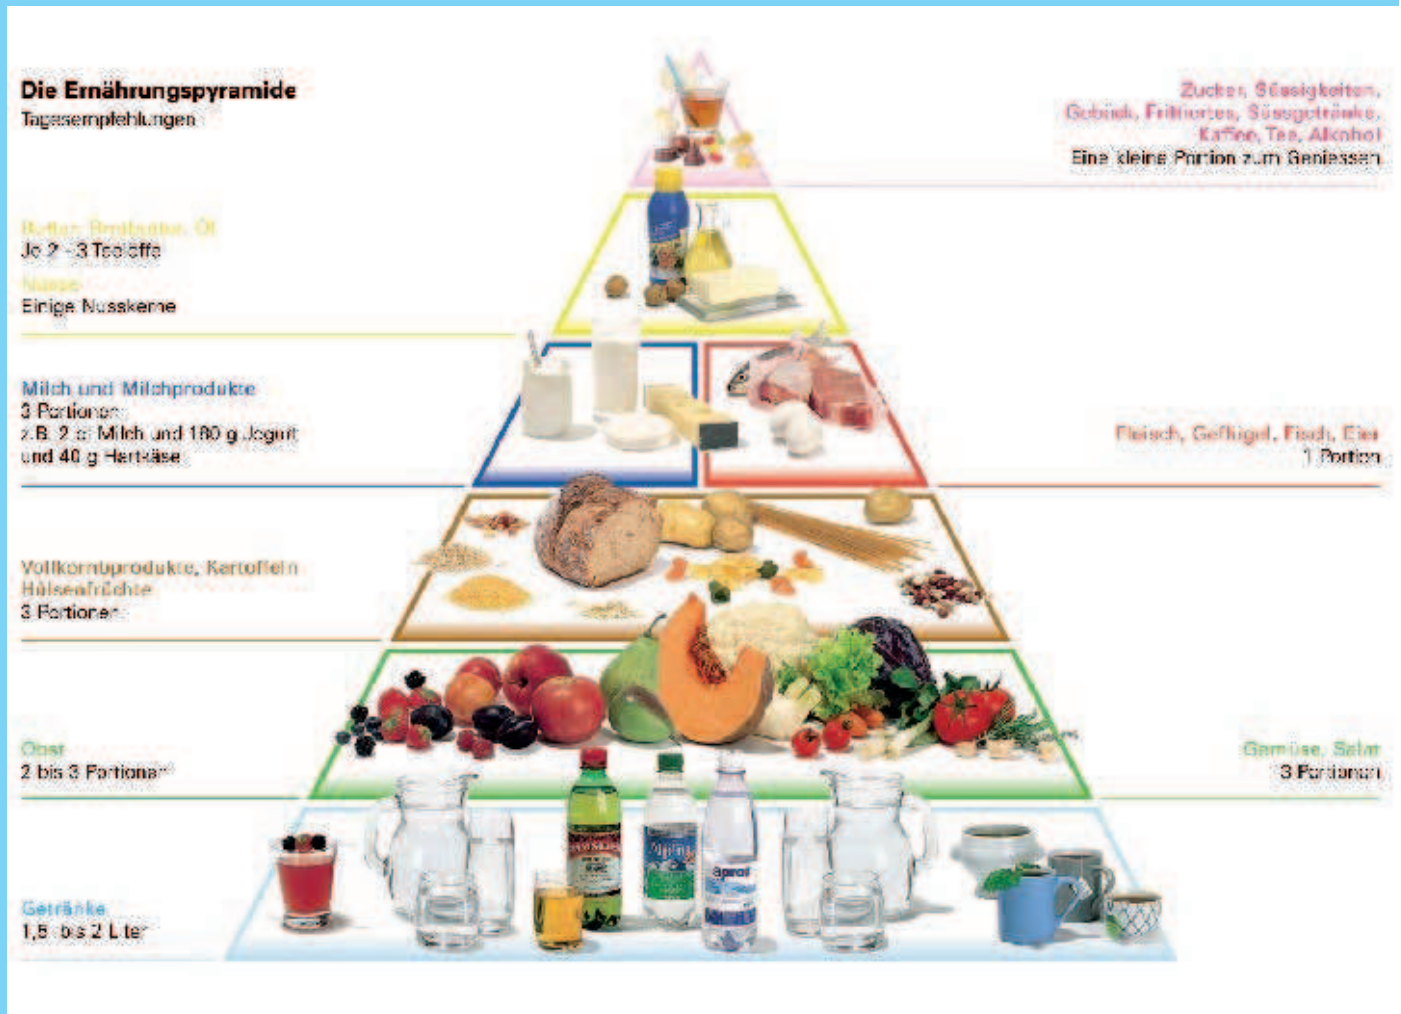 Die Ernährungspyramide
Tagesempfehlungen
Zucker, Süssigkeiten,
Gebäck, Frittiertes, Süssgetränke,
Kaffee, Tee, Alkohol
Eine kleine Portion zum Geniessen
Butter, Öl
Je 2 - 3 Teelöffel
Nüsse
Einige Nusskerne
Milch und Milchprodukte
3 Portionen
z.B. 2 dl Milch und 180 g Jogurt
und 40 g Hartkäse
Fleisch, Geflügel, Fisch, Eier
1 Portion
Vollkornprodukte, Kartoffeln
Hülsenfrüchte
3 Portionen
Obst
2 bis 3 Portionen
Gemüse, Salat
3 Portionen
Getränke
1,5 bis 2 Liter